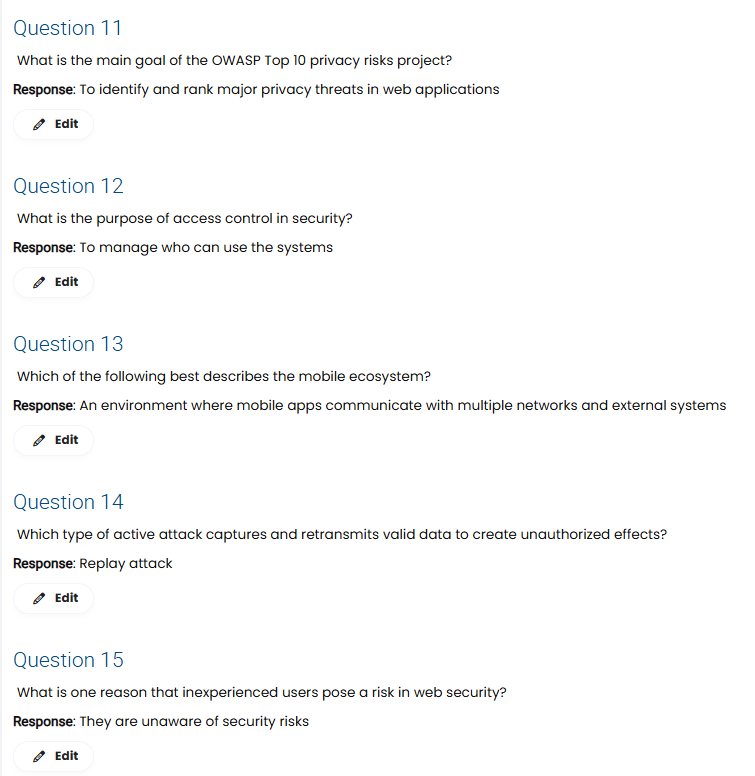 Question 11
What is the main goal of the OWASP Top 10 privacy risks project?
Response: To identify and rank major privacy threats in web applications
Edit
Question 12
What is the purpose of access control in security?
Response: To manage who can use the systems
Edit
Question 13
Which of the following best describes the mobile ecosystem?
Response: An environment where mobile apps communicate with multiple networks and external systems
Edit
Question 14
Which type of active attack captures and retransmits valid data to create unauthorized effects?
Response: Replay attack
Edit
Question 15
What is one reason that inexperienced users pose a risk in web security?
Response: They are unaware of security risks
Edit